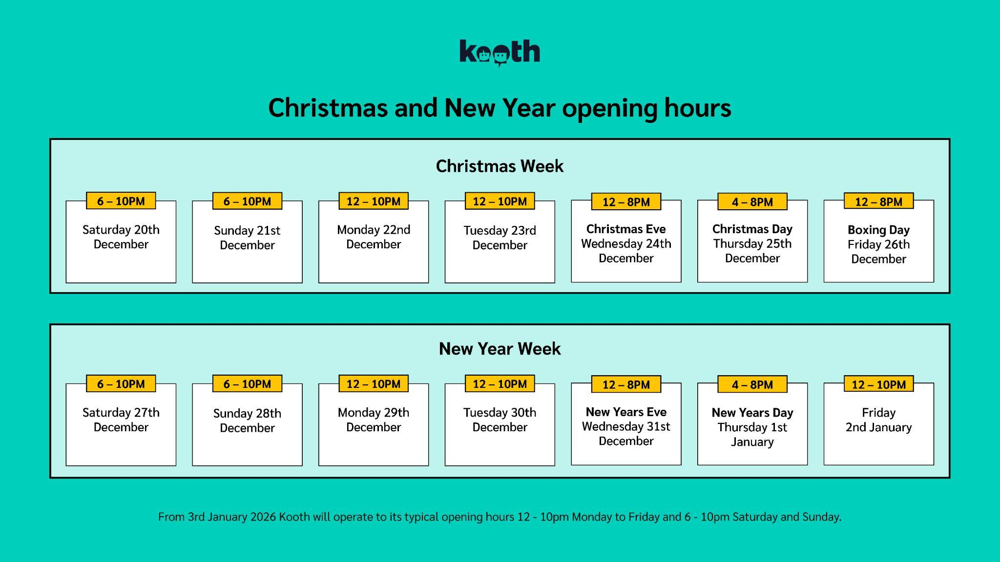 kooth
Christmas and New Year opening hours
Christmas Week
6 – 10PM
Saturday 20th
December
6 – 10PM
Sunday 21st
December
12 – 10PM
Monday 22nd
December
12 – 10PM
Tuesday 23rd
December
12 – 8PM
Christmas Eve
Wednesday 24th
December
4 – 8PM
Christmas Day
Thursday 25th
December
12 – 8PM
Boxing Day
Friday 26th
December
New Year Week
6 – 10PM
Saturday 27th
December
6 – 10PM
Sunday 28th
December
12 – 10PM
Monday 29th
December
12 – 10PM
Tuesday 30th
December
12 – 8PM
New Years Eve
Wednesday 31st
December
4 – 8PM
New Years Day
Thursday 1st
January
12 – 10PM
Friday
2nd January
From 3rd January 2026 Kooth will operate to its typical opening hours 12 - 10pm Monday to Friday and 6 - 10pm Saturday and Sunday.